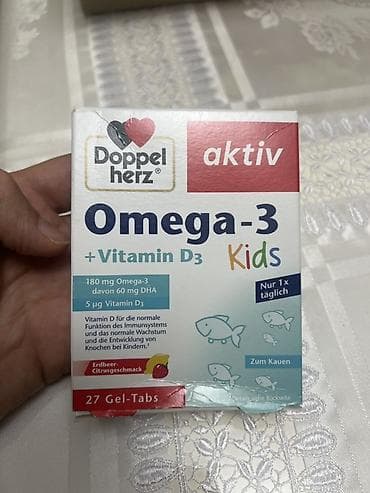 Doppel
herz®
aktiv
Omega-3
+Vitamin D3
Kids
180 mg Omega-3
davon 60 mg DHA
5 µg Vitamin D3
Nur 1x
täglich
Vitamin D für die normale
Funktion des Immunsystems
und das normale Wachstum
und die Entwicklung von
Knochen bei Kindern.¹
Erdbeer-
Citrusgeschmack
Zum Kauen
27 Gel-Tabs